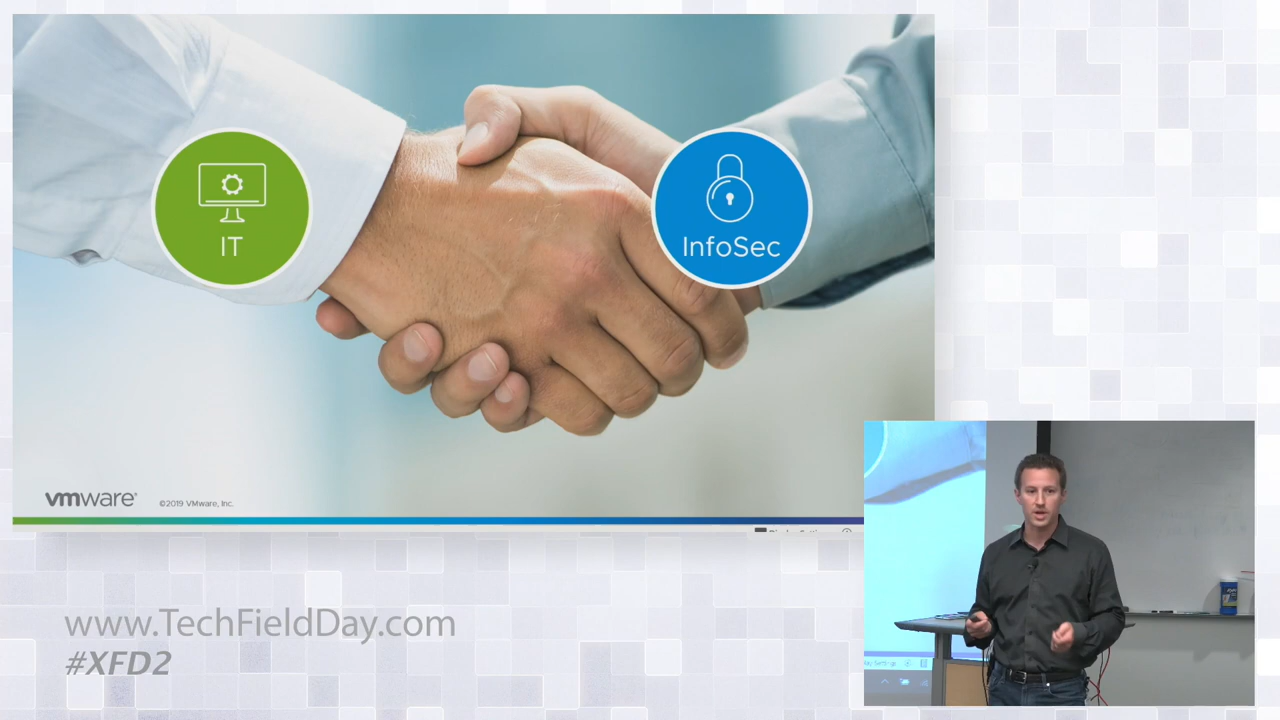 IT
InfoSec
vmware®
©2019 VMware, Inc.
www.TechFieldDay.com
#XFD2